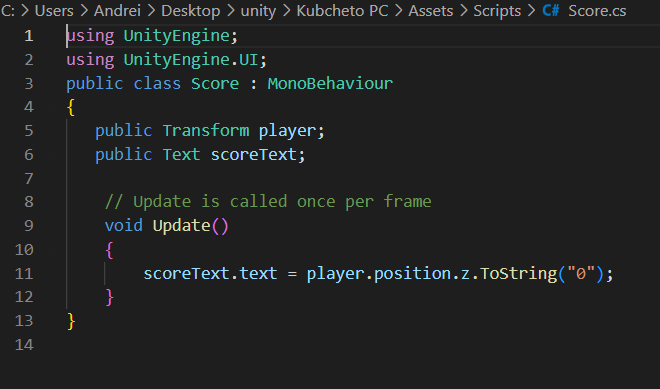 C: > Users > Andrei > Desktop > unity > Kubcheto PC > Assets > Scripts > C# Score.cs
1 using UnityEngine;
2 using UnityEngine.UI;
3 public class Score : MonoBehaviour
4 {
5 public Transform player;
6 public Text scoreText;
7
8 // Update is called once per frame
9 void Update()
10 {
11 scoreText.text = player.position.z.ToString("0");
12 }
13 }
14